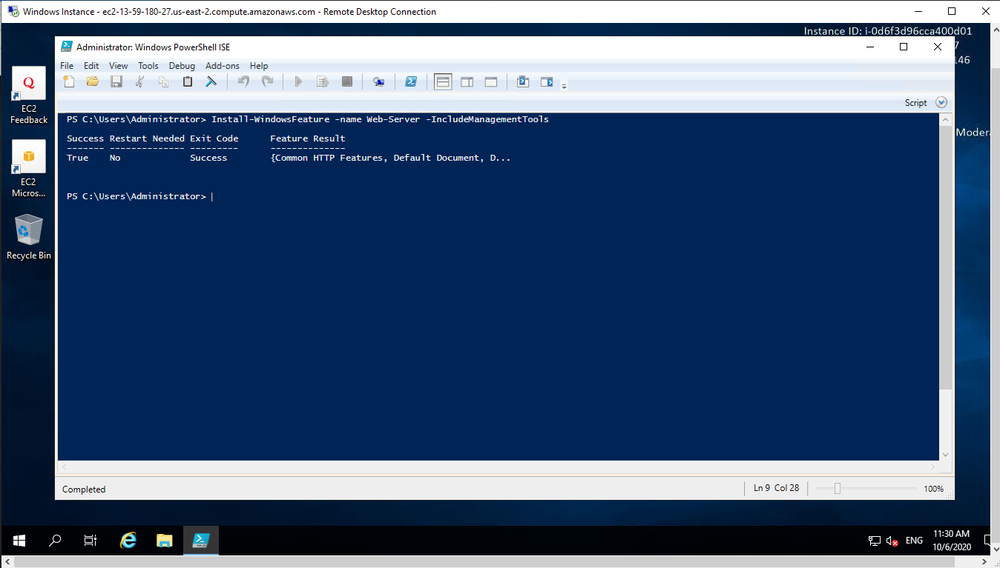 Windows Instance - ec2-13-59-180-27.us-east-2.compute.amazonaws.com - Remote Desktop Connection
Instance ID: i-0d6f3d96cca400d01
7
146
Moder
Q
EC2
Feedback
EC2
Micros...
Recycle Bin
Administrator: Windows PowerShell ISE
File Edit View Tools Debug Add-ons Help
Script
PS C:\Users\Administrator> Install-WindowsFeature -name Web-Server -IncludeManagementTools
Success Restart Needed Exit Code Feature Result
------- -------------- --------- --------------
True No Success {Common HTTP Features, Default Document, D...
PS C:\Users\Administrator>
Completed
Ln 9 Col 28
100%
ENG
11:30 AM
10/6/2020